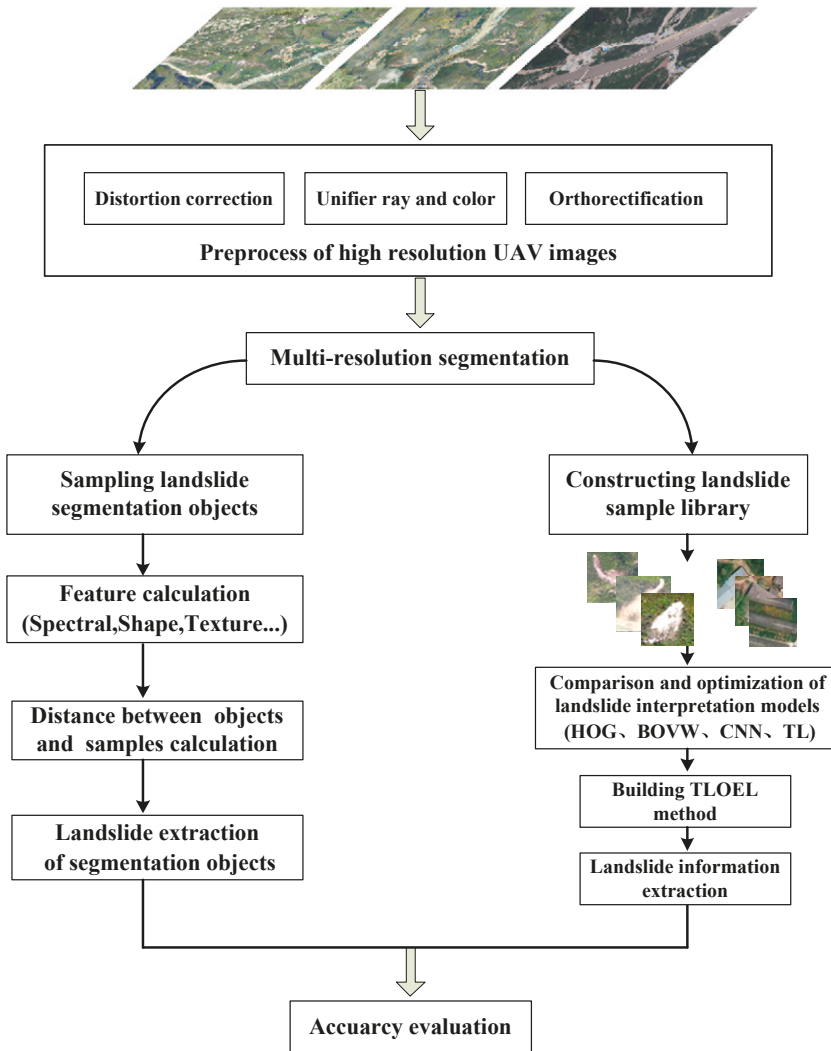 Distortion correction
Unifier ray and color
Orthorectification
Preprocess of high resolution UAV images
Multi-resolution segmentation
Sampling landslide
segmentation objects
Feature calculation
(Spectral,Shape,Texture...)
Distance between objects
and samples calculation
Landslide extraction
of segmentation objects
Constructing landslide
sample library
Comparison and optimization of
landslide interpretation models
(HOG、BOVW、CNN、TL)
Building TLOEL
method
Landslide information
extraction
Accuarcy evaluation